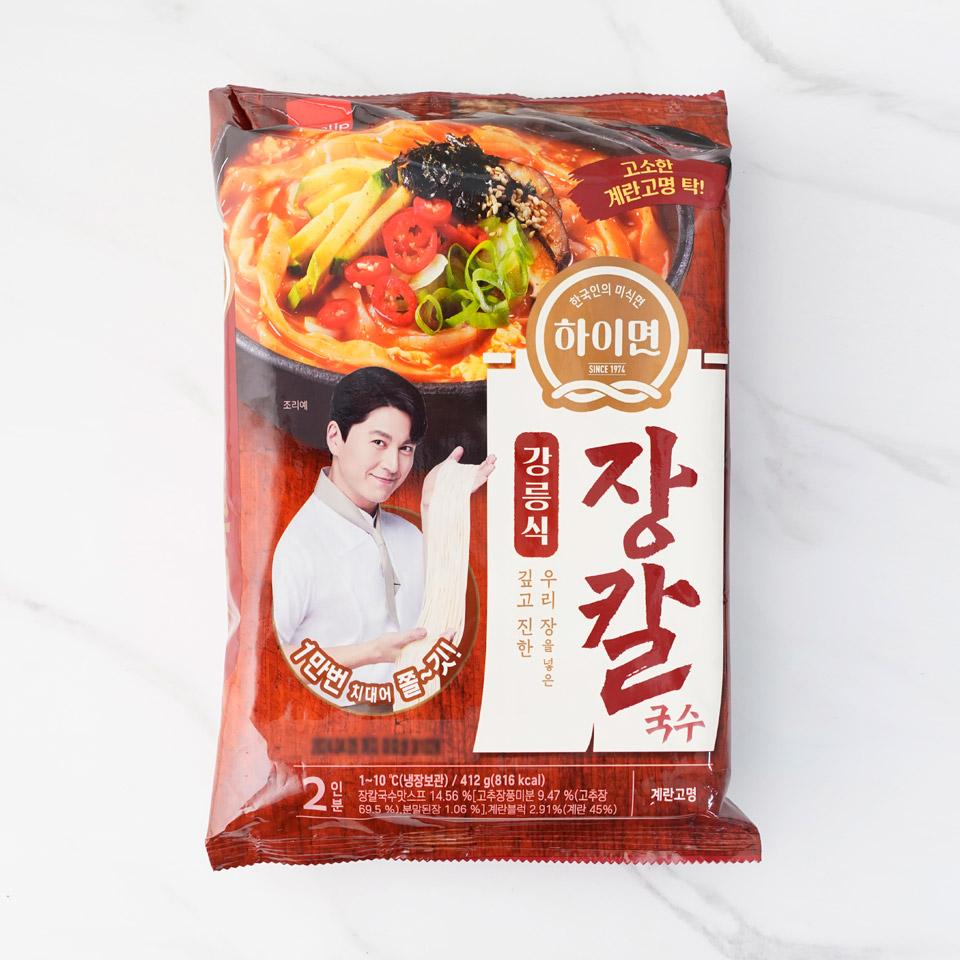 고소한
계란고명 탁!
한국인의 미식면
하이면
SINCE 1974
강릉식
장칼
국수
우리 장을 넣은
깊고 진한
조리예
1만번 치대어 쫄~깃!
2인분
1~10 ℃(냉장보관) / 412 g(816 kcal)
장칼국수맛스프 14.56 %[고추장풍미분 9.47 %(고추장
69.5 %),분말된장 1.06 %],계란블럭 2.91%(계란 45%)
계란고명